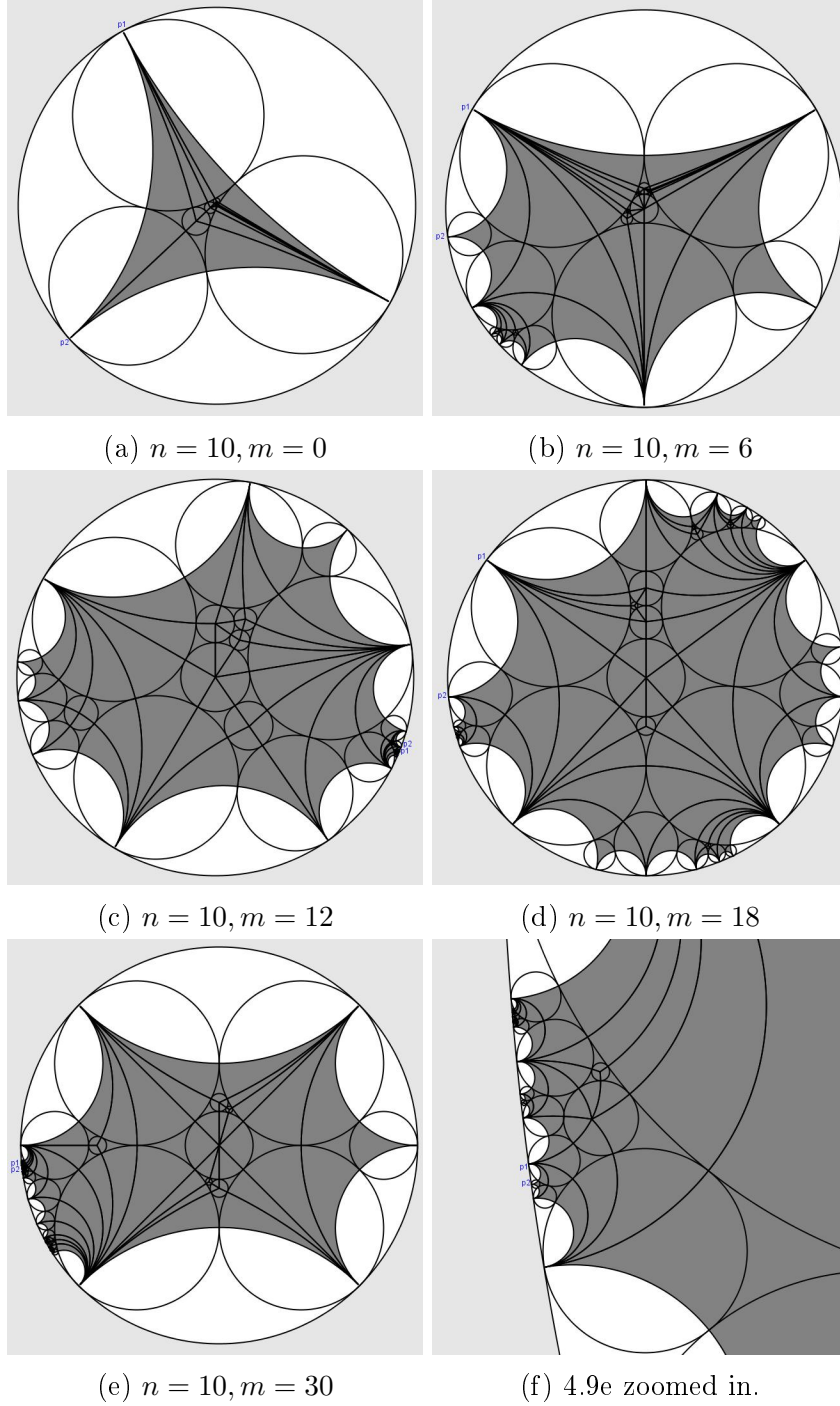 p1
p2
p1
p2
(a) n = 10, m = 0
(b) n = 10, m = 6
p2
p1
p1
p2
(c) n = 10, m = 12
(d) n = 10, m = 18
p1
p2
p1
p2
(e) n = 10, m = 30
(f) 4.9e zoomed in.